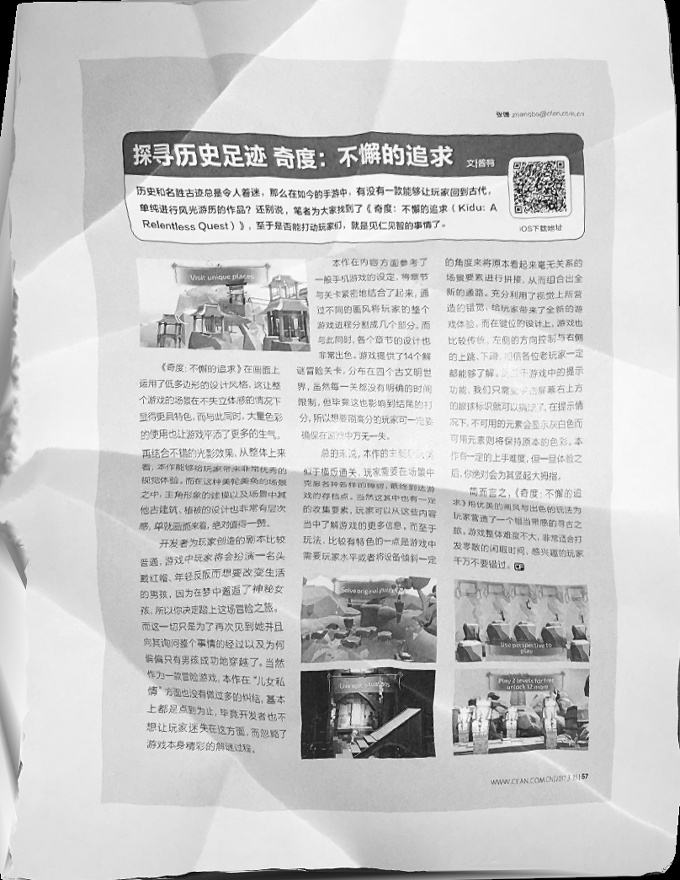 探寻历史足迹 奇度：不懈的追求
历史和名胜古迹总是令人着迷，那么在如今的手游中，有没有一款能够让玩家回到古代，
单纯进行风光游历的作品？还别说，笔者为大家找到了《奇度：不懈的追求（Kidu: A
Relentless Quest）》，至于是否能打动玩家们，就是见仁见智的事情了。
iOS下载地址
Visit unique places
《奇度：不懈的追求》在画面上
运用了低多边形的设计风格，这让整
个游戏的场景在不失立体感的情况下
显得更具特色，而与此同时，大量色彩
的使用也让游戏平添了更多的生气。
再结合不错的光影效果，从整体上来
看，本作能够给玩家带来非常优秀的
视觉体验。而在这种美轮美奂的场景
之中，主角形象的建模以及场景中其
他古建筑、植被的设计也非常有层次
感，单就画面来看，绝对值得一赞。
开发者为玩家创造的剧本比较
普通，游戏中玩家将会扮演一名头
戴红帽、年轻反叛而想要改变生活
的男孩，因为在梦中邂逅了神秘女
孩，所以你决定踏上这场冒险之旅。
而这一切只是为了再次见到她并且
向其询问整个事情的经过以及为何
偏偏只有男孩成功地穿越了。当然
作为一款冒险游戏，本作在“儿女私
情”方面也没有做过多的纠结，基本
上都是点到为止，毕竟开发者也不
想让玩家迷失在这方面，而忽略了
游戏本身精彩的解谜过程。
本作在内容方面参考了
一般手机游戏的设定，将章节
与关卡紧密地结合了起来，通
过不同的画风将玩家的整个
游戏进程分割成几个部分。而
与此同时，各个章节的设计也
非常出色。游戏提供了14个解
谜冒险关卡，分布在四个古文明世
界，虽然每一关都没有明确的时间
限制，但毕竟这也影响到结尾的打
分，所以想要刷高分的玩家可一定要
确保在游戏中万无一失。
总的来说，本作的主要
似于横版通关，玩家需要在场景中
克服各种各样的障碍，最终到达游
戏的存档点。当然这其中也有一定
的收集要素，玩家可以从这些内容
当中了解游戏的更多信息。而至于
玩法，比较有特色的一点是游戏中
需要玩家水平或者将设备倾斜一定
的角度来将原本看起来毫无关系的
场景要素进行拼接，从而组合出全
新的通路。充分利用了视觉上所营
造的错觉，给玩家带来了全新的游
戏体验。而在键位的设计上，游戏也
比较传统，左侧的方向控制与右侧
的上跳、下蹲，相信各位老玩家一定
都能够了解。至于游戏中的提示
功能，我们只需要点击屏幕右上方
的眼球标识就可以搞定了，在提示情
况下，不可用的元素会显示灰白色而
可用元素则将保持原本的色彩。本
作有一定的上手难度，但一旦体验之
后，你绝对会为其竖起大拇指。
简而言之，《奇度：不懈的追
求》用优美的画风与出色的玩法为
玩家营造了一个相当带感的寻古之
旅。游戏整体难度不大，非常适合打
发零散的闲暇时间，感兴趣的玩家
千万不要错过。
Use perspective to
play
Play 2 levels for free
unlock 12 more